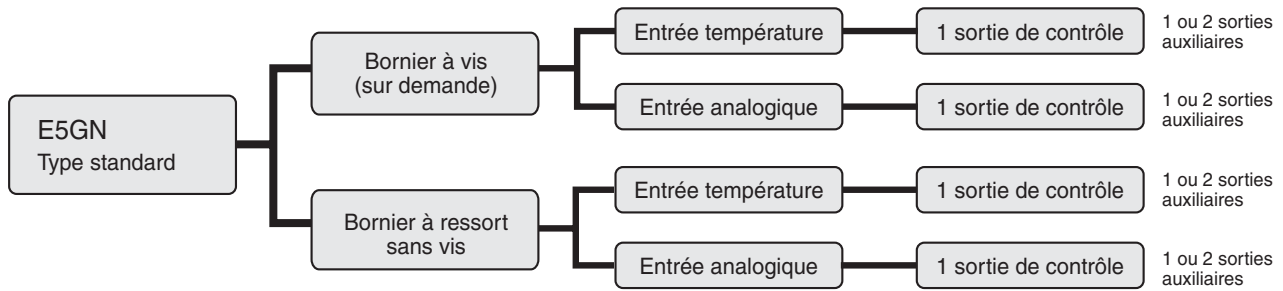 Entrée température
1 sortie de contrôle
1 ou 2 sorties
auxiliaires
Bornier à vis
(sur demande)
Entrée analogique
1 sortie de contrôle
1 ou 2 sorties
auxiliaires
E5GN
Type standard
Entrée température
1 sortie de contrôle
1 ou 2 sorties
auxiliaires
Bornier à ressort
sans vis
Entrée analogique
1 sortie de contrôle
1 ou 2 sorties
auxiliaires